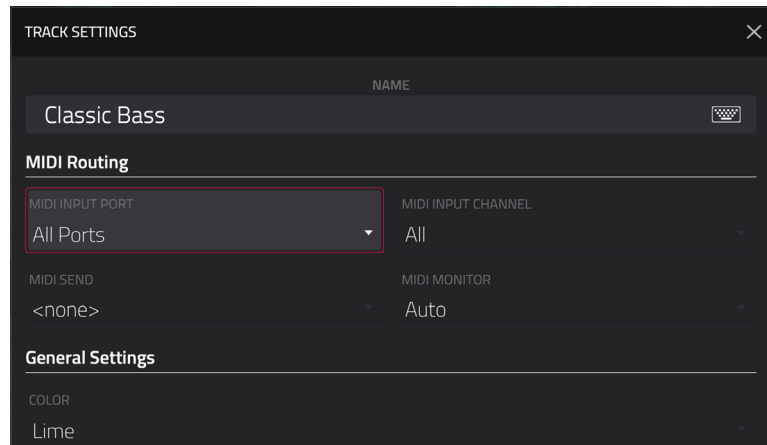 TRACK SETTINGS
NAME
Classic Bass
MIDI Routing
MIDI INPUT PORT
MIDI INPUT CHANNEL
All Ports
All
MIDI SEND
MIDI MONITOR
<none>
Auto
General Settings
COLOR
Lime